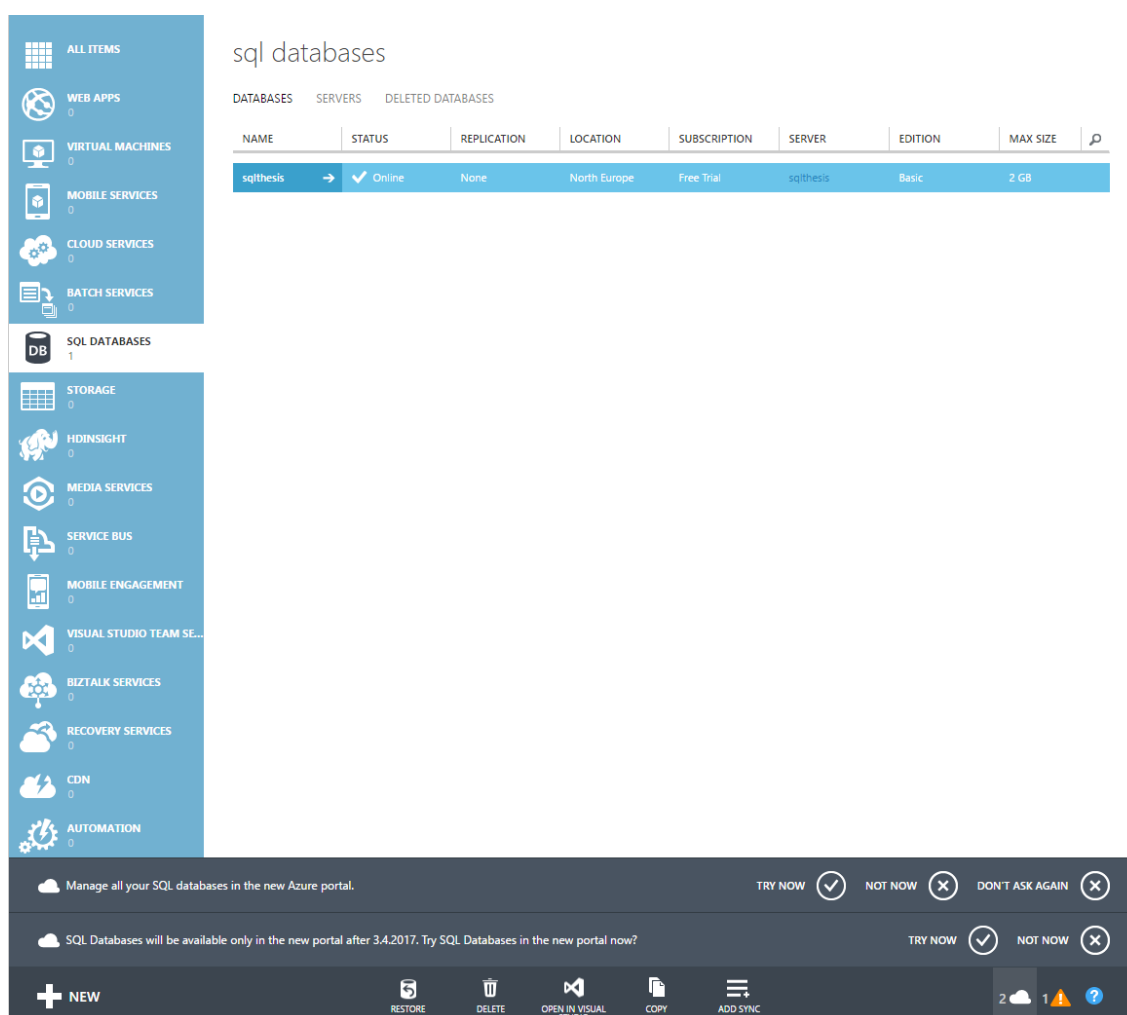 ALL ITEMS
WEB APPS
0
VIRTUAL MACHINES
0
MOBILE SERVICES
0
CLOUD SERVICES
0
BATCH SERVICES
0
DB
SQL DATABASES
1
STORAGE
0
HDINSIGHT
0
MEDIA SERVICES
0
SERVICE BUS
0
MOBILE ENGAGEMENT
0
VISUAL STUDIO TEAM SE...
0
BIZTALK SERVICES
0
RECOVERY SERVICES
0
CDN
0
AUTOMATION
0
sql databases
DATABASES SERVERS DELETED DATABASES
NAME STATUS REPLICATION LOCATION SUBSCRIPTION SERVER EDITION MAX SIZE
sqlthesis Online None North Europe Free Trial sqlthesis Basic 2 GB
Manage all your SQL databases in the new Azure portal. TRY NOW NOT NOW DON'T ASK AGAIN
SQL Databases will be available only in the new portal after 3.4.2017. Try SQL Databases in the new portal now? TRY NOW NOT NOW
NEW RESTORE DELETE OPEN IN VISUAL COPY ADD SYNC 2 1 ?
STUDIO